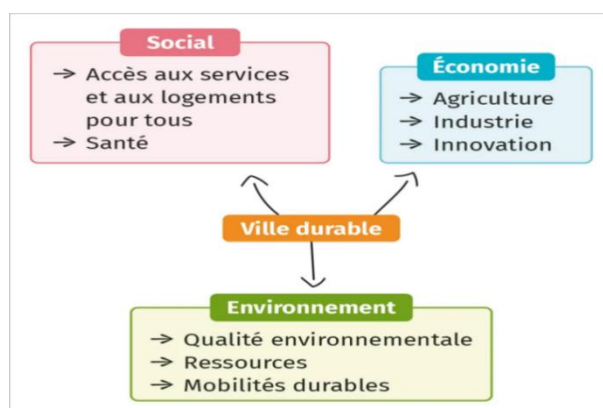 Social
→ Accès aux services
et aux logements
pour tous
→ Santé
Économie
→ Agriculture
→ Industrie
→ Innovation
Ville durable
Environnement
→ Qualité environnementale
→ Ressources
→ Mobilités durables